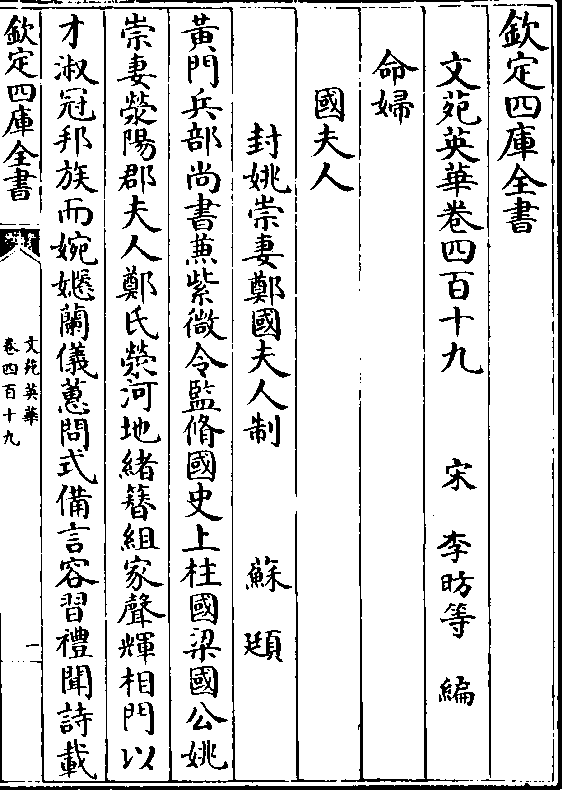 欽定四庫全書
文苑英華卷四百十九 宋 李昉等 編
命婦
國夫人
封姚崇妻鄭國夫人制 蘇頲
黄門兵部尚書兼紫微令監脩國史上柱國梁國公姚
崇妻滎陽郡夫人鄭氏滎河地緒簮組家聲輝相門以
才淑冠邦族而婉嬺蘭儀蕙問式備言容習禮聞詩載
欽定四庫全書
文苑英華
卷四百十九
一